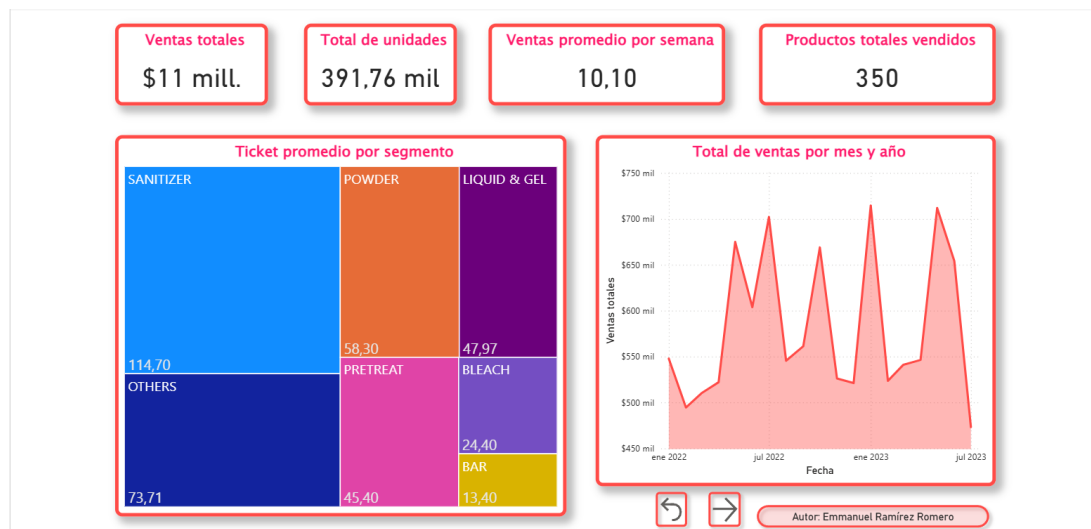 Ventas totales
$11 mill.
Total de unidades
391,76 mil
Ventas promedio por semana
10,10
Productos totales vendidos
350
Ticket promedio por segmento
SANITIZER
114,70
OTHERS
73,71
POWDER
58,30
PRETREAT
45,40
LIQUID & GEL
47,97
BLEACH
24,40
BAR
13,40
Total de ventas por mes y año
Ventas totales
$750 mil
$700 mil
$650 mil
$600 mil
$550 mil
$500 mil
$450 mil
ene 2022
jul 2022
ene 2023
jul 2023
Fecha
Autor: Emmanuel Ramírez Romero